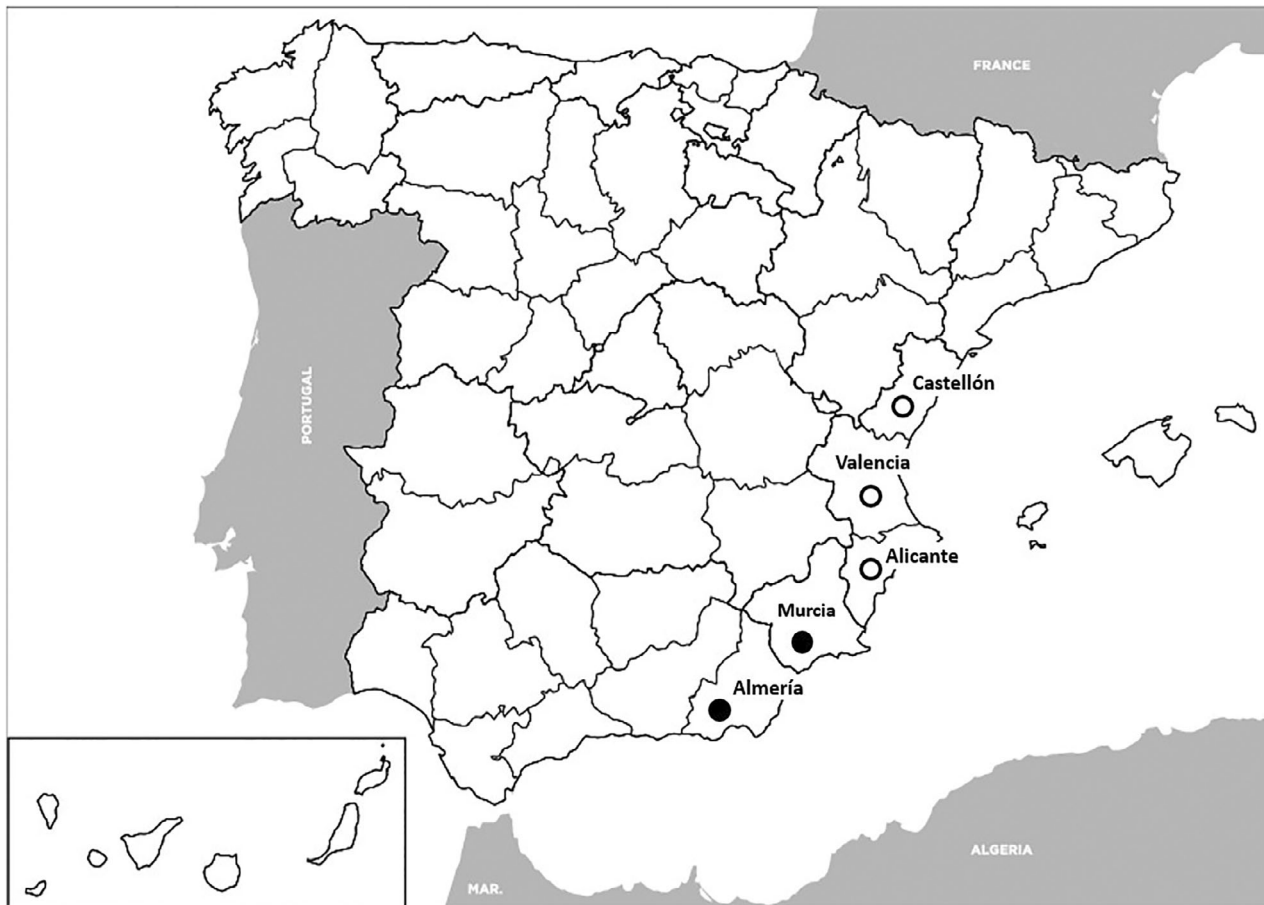 FRANCE
PORTUGAL
Castellón
Valencia
Alicante
Murcia
Almería
ALGERIA
MAR.